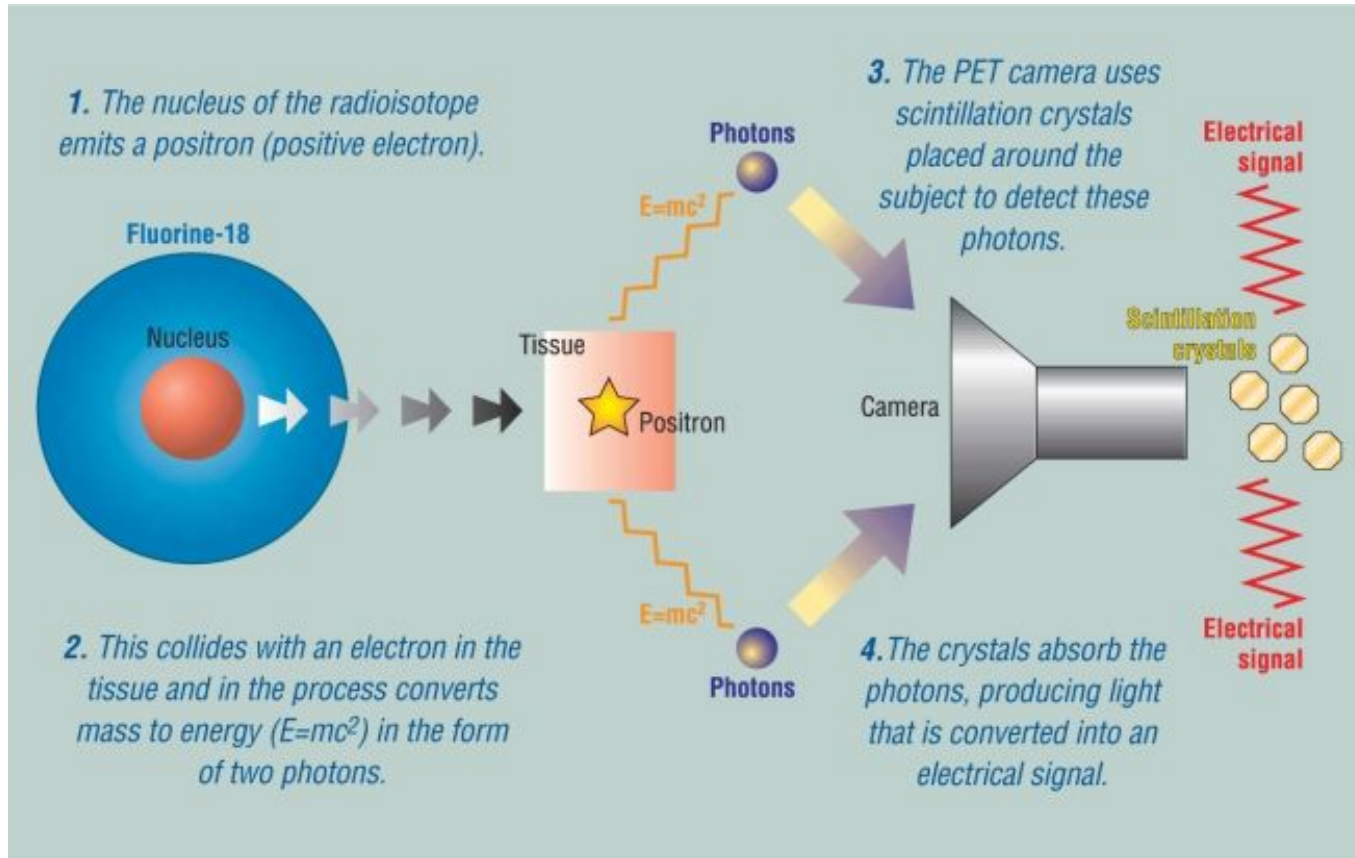 1. The nucleus of the radioisotope
emits a positron (positive electron).
Fluorine-18
Nucleus
2. This collides with an electron in the
tissue and in the process converts
mass to energy (E=mc²) in the form
of two photons.
Photons
E=mc²
Tissue
Positron
E=mc²
Photons
3. The PET camera uses
scintillation crystals
placed around the
subject to detect these
photons.
Camera
4.The crystals absorb the
photons, producing light
that is converted into an
electrical signal.
Electrical
signal
Scintillation
crystals
Electrical
signal